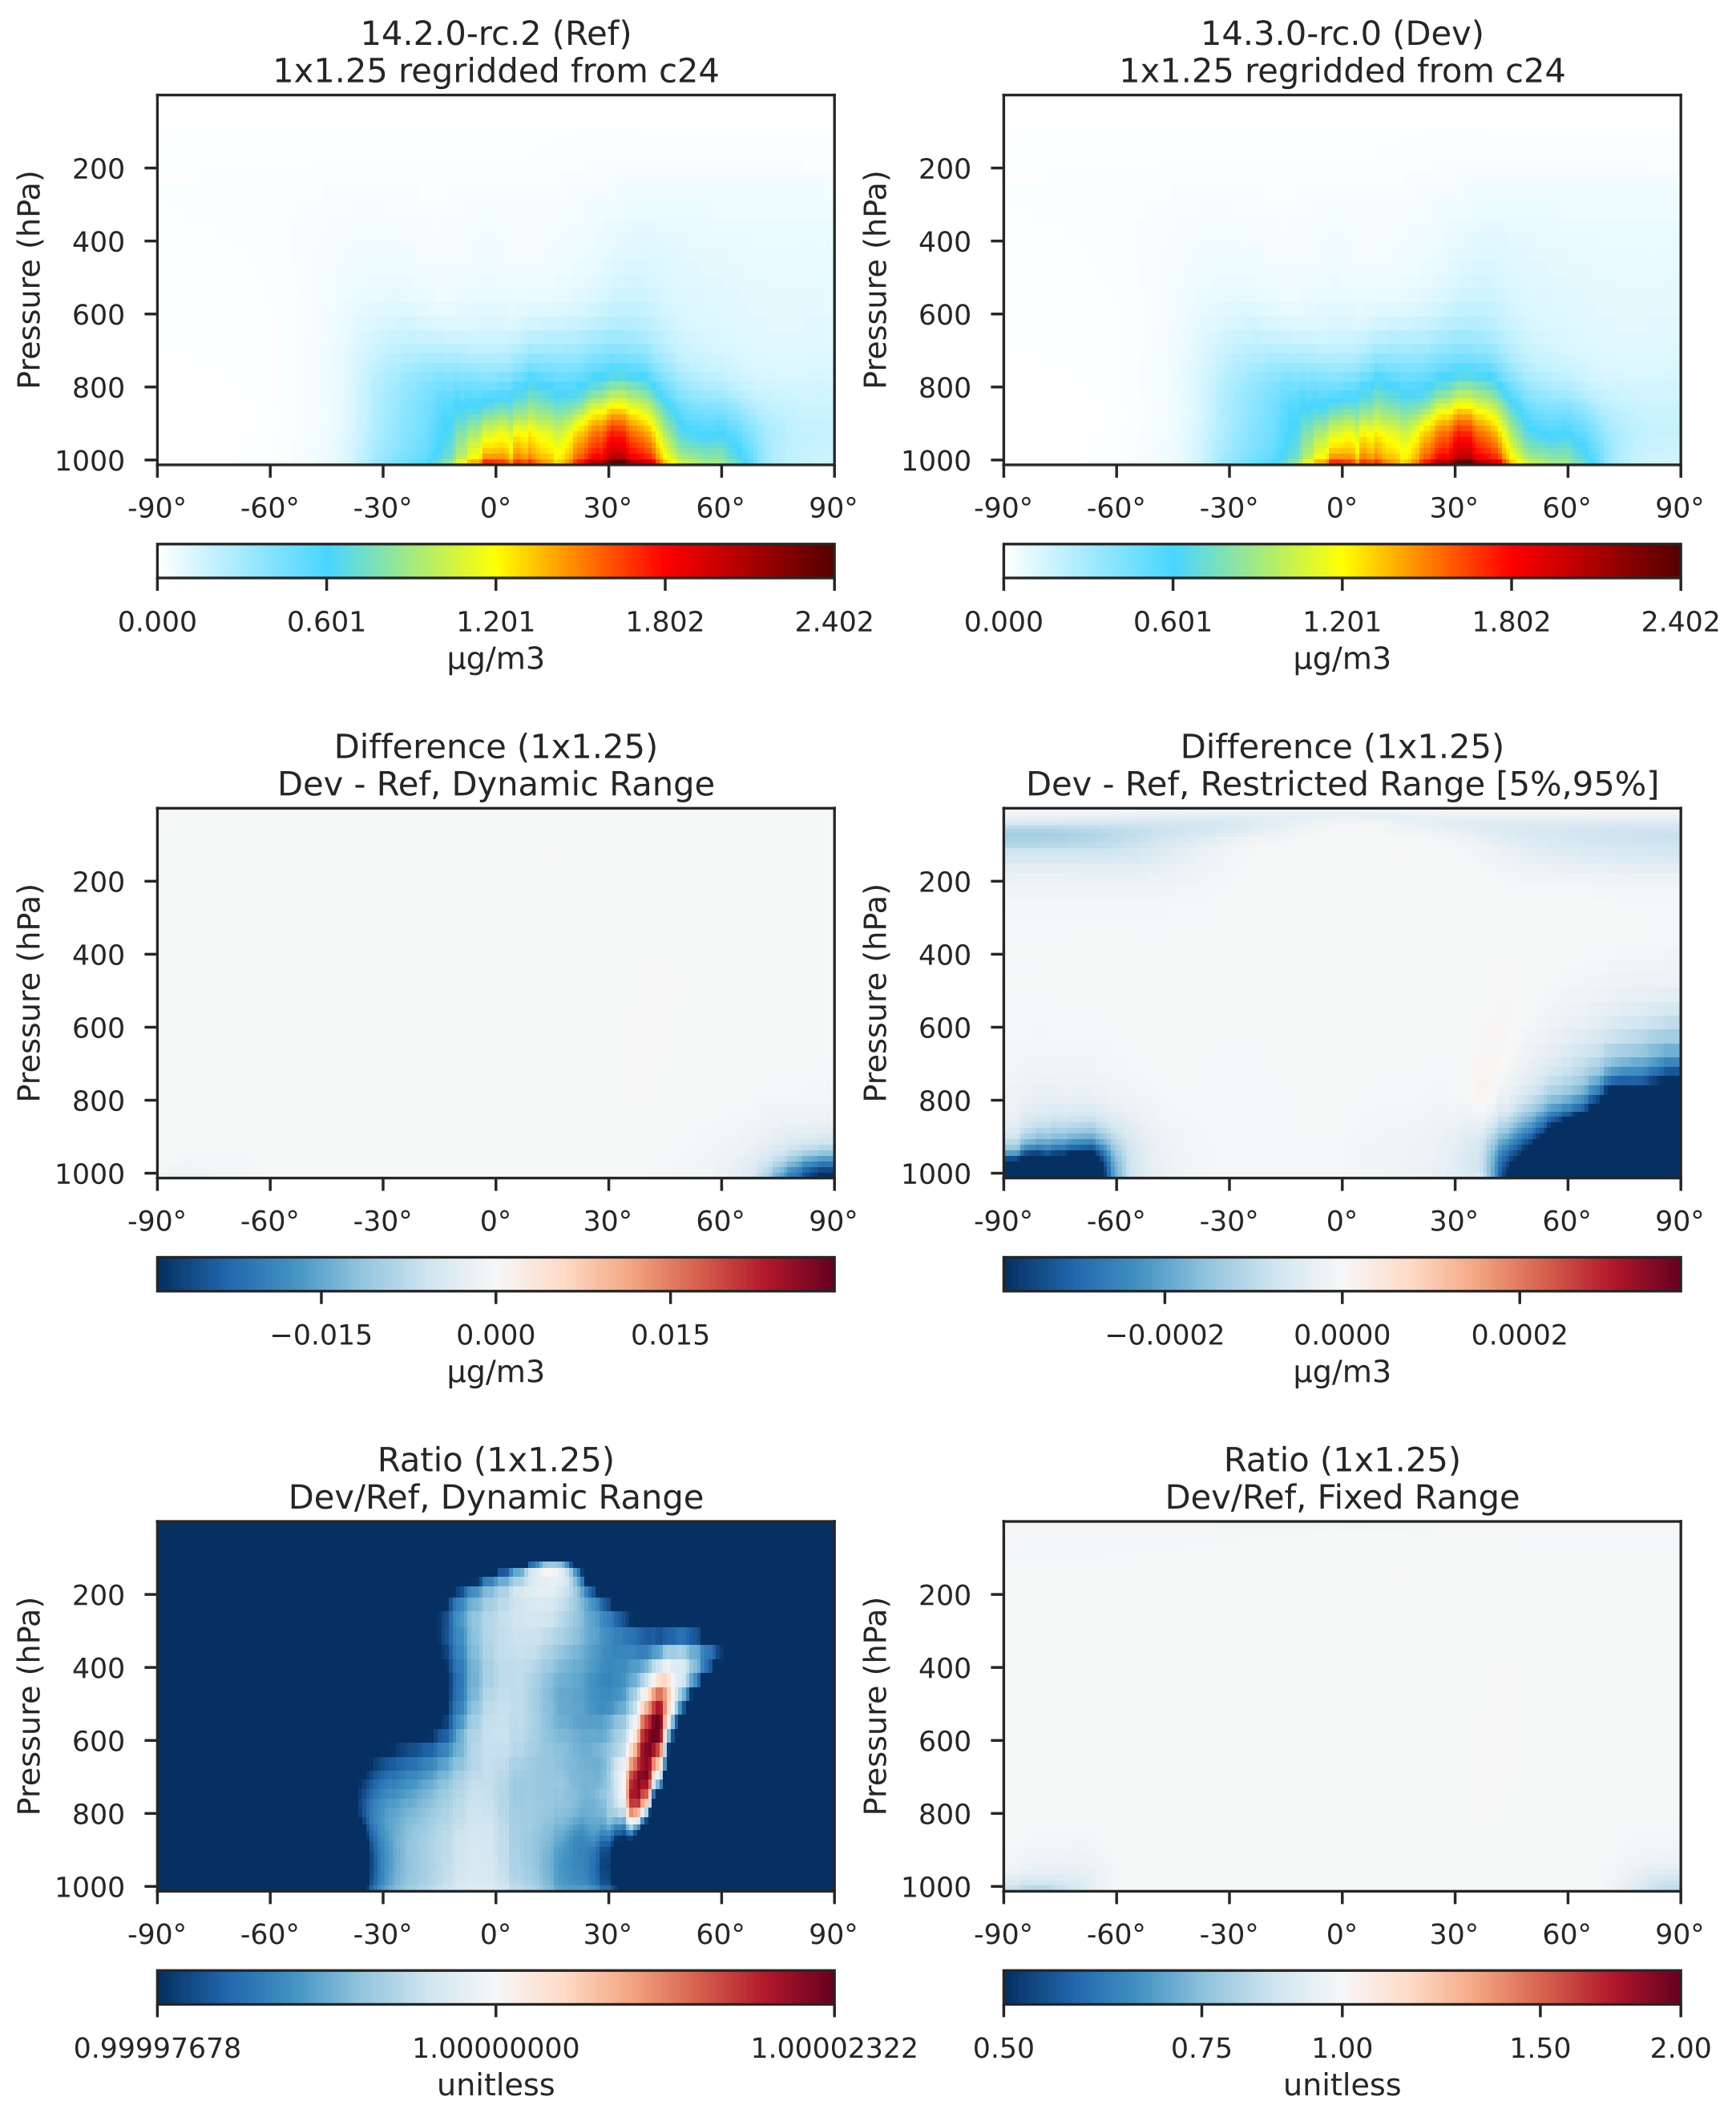 14.2.0-rc.2 (Ref)
1x1.25 regridded from c24
Pressure (hPa)
200
400
600
800
1000
-90° -60° -30° 0° 30° 60° 90°
0.000 0.601 1.201 1.802 2.402
μg/m3
14.3.0-rc.0 (Dev)
1x1.25 regridded from c24
Pressure (hPa)
200
400
600
800
1000
-90° -60° -30° 0° 30° 60° 90°
0.000 0.601 1.201 1.802 2.402
μg/m3
Difference (1x1.25)
Dev - Ref, Dynamic Range
Pressure (hPa)
200
400
600
800
1000
-90° -60° -30° 0° 30° 60° 90°
−0.015 0.000 0.015
μg/m3
Difference (1x1.25)
Dev - Ref, Restricted Range [5%,95%]
Pressure (hPa)
200
400
600
800
1000
-90° -60° -30° 0° 30° 60° 90°
−0.0002 0.0000 0.0002
μg/m3
Ratio (1x1.25)
Dev/Ref, Dynamic Range
Pressure (hPa)
200
400
600
800
1000
-90° -60° -30° 0° 30° 60° 90°
0.99997678 1.00000000 1.00002322
unitless
Ratio (1x1.25)
Dev/Ref, Fixed Range
Pressure (hPa)
200
400
600
800
1000
-90° -60° -30° 0° 30° 60° 90°
0.50 0.75 1.00 1.50 2.00
unitless